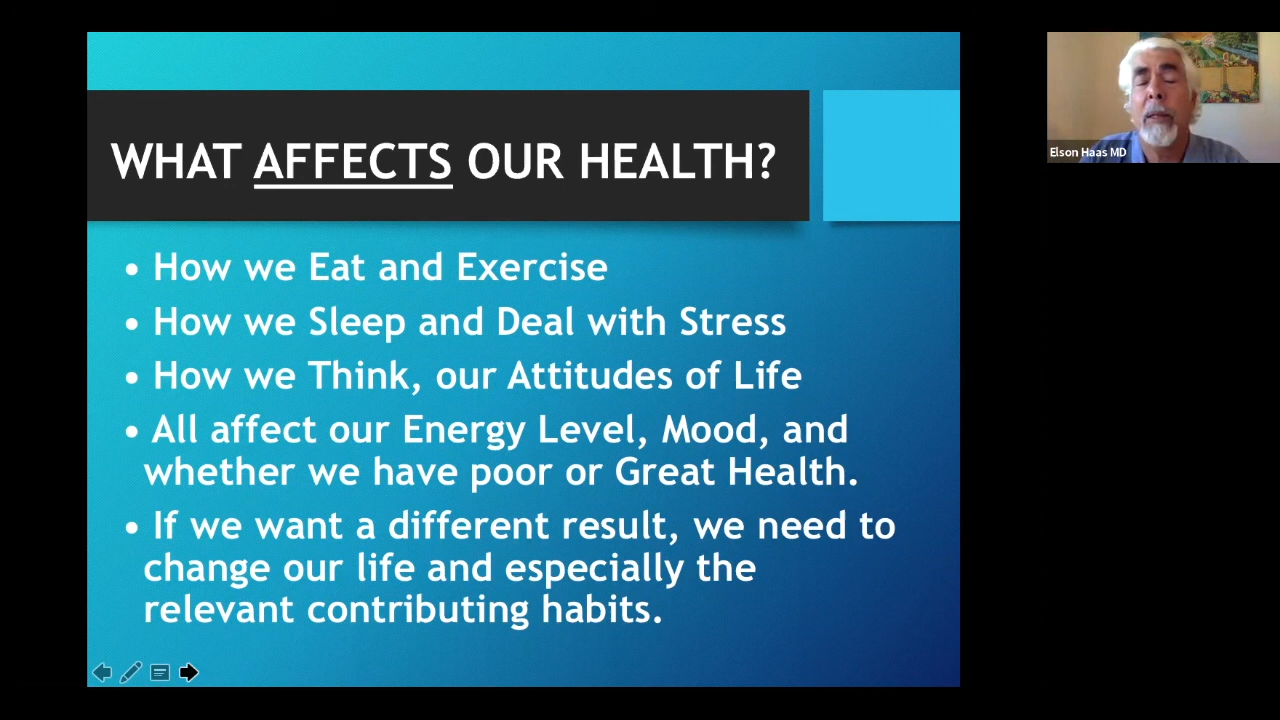 WHAT AFFECTS OUR HEALTH?
• How we Eat and Exercise
• How we Sleep and Deal with Stress
• How we Think, our Attitudes of Life
• All affect our Energy Level, Mood, and
whether we have poor or Great Health.
• If we want a different result, we need to
change our life and especially the
relevant contributing habits.
Elson Haas MD